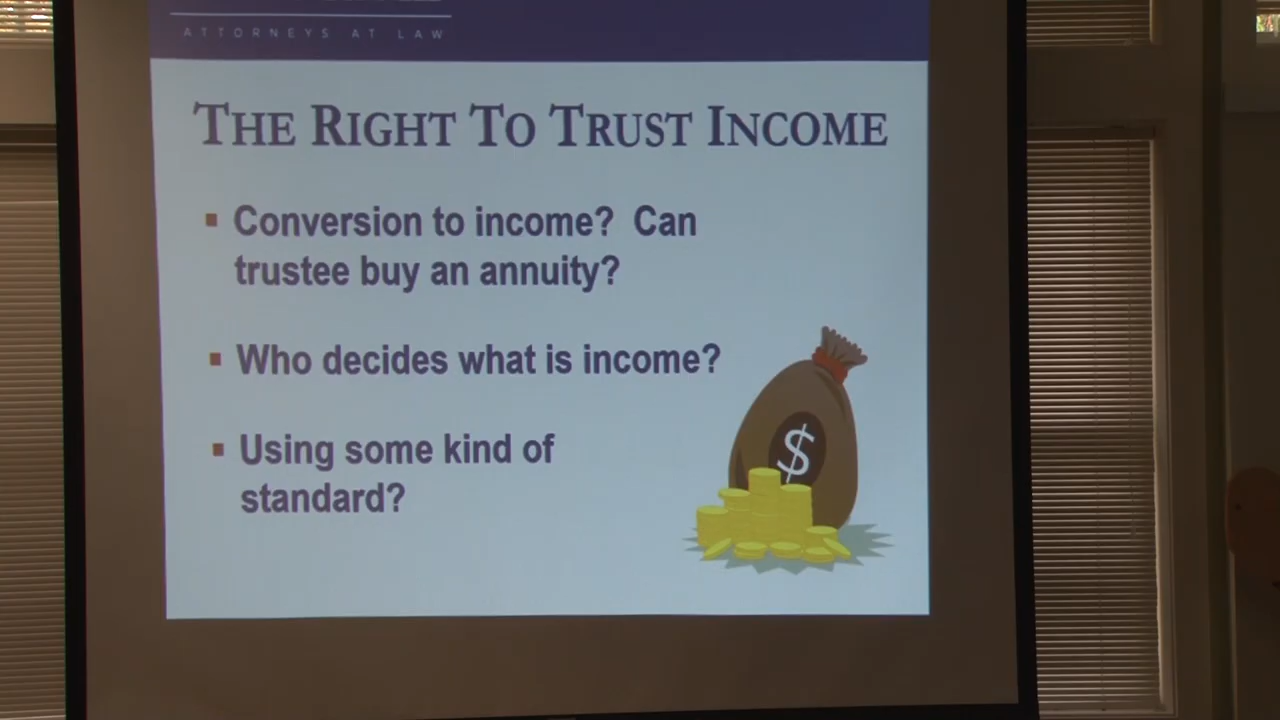 ATTORNEYS AT LAW
THE RIGHT TO TRUST INCOME
Conversion to income? Can
trustee buy an annuity?
Who decides what is income?
Using some kind of
standard?
$